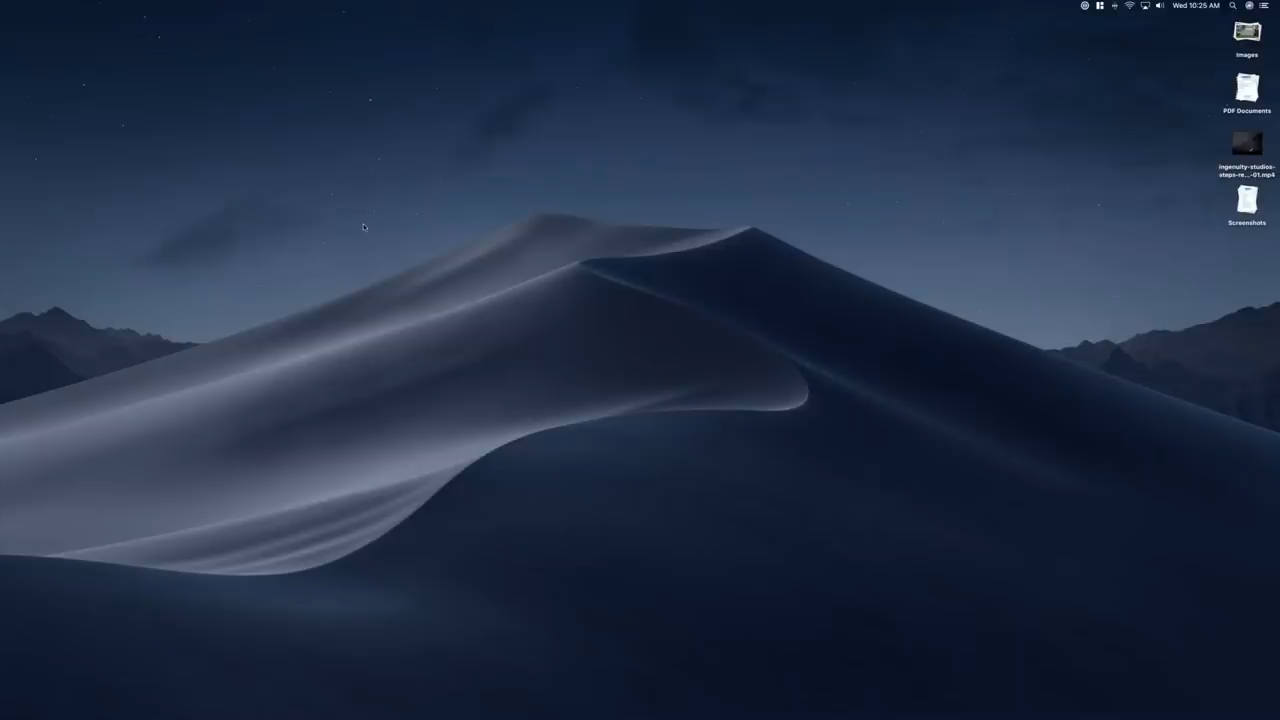 Wed 10:25 AM
Images
PDF Documents
ingenuity-studios-
steps-re...-01.mp4
Screenshots